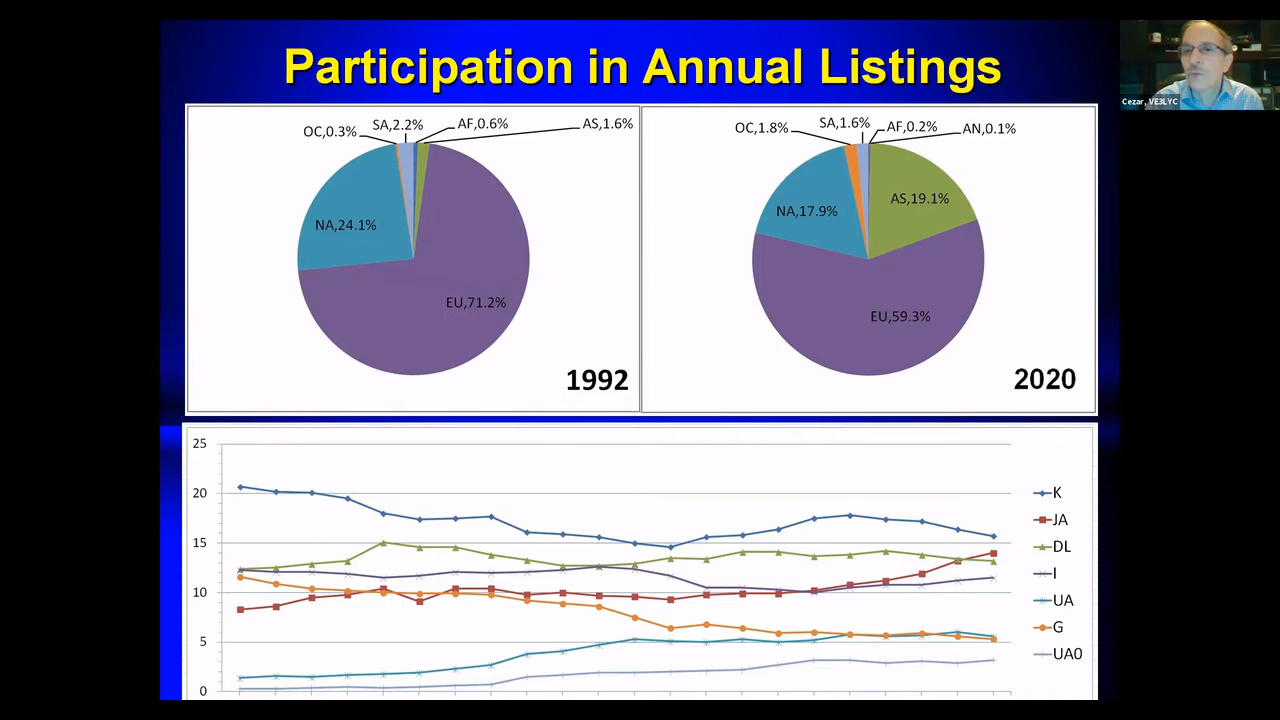 Participation in Annual Listings
Cezar, VE3LYC
OC,0.3%
SA,2.2%
AF,0.6%
AS,1.6%
NA,24.1%
EU,71.2%
1992
OC,1.8%
SA,1.6%
AF,0.2%
AN,0.1%
AS,19.1%
NA,17.9%
EU,59.3%
2020
25
20
15
10
5
0
K
JA
DL
I
UA
G
UA0